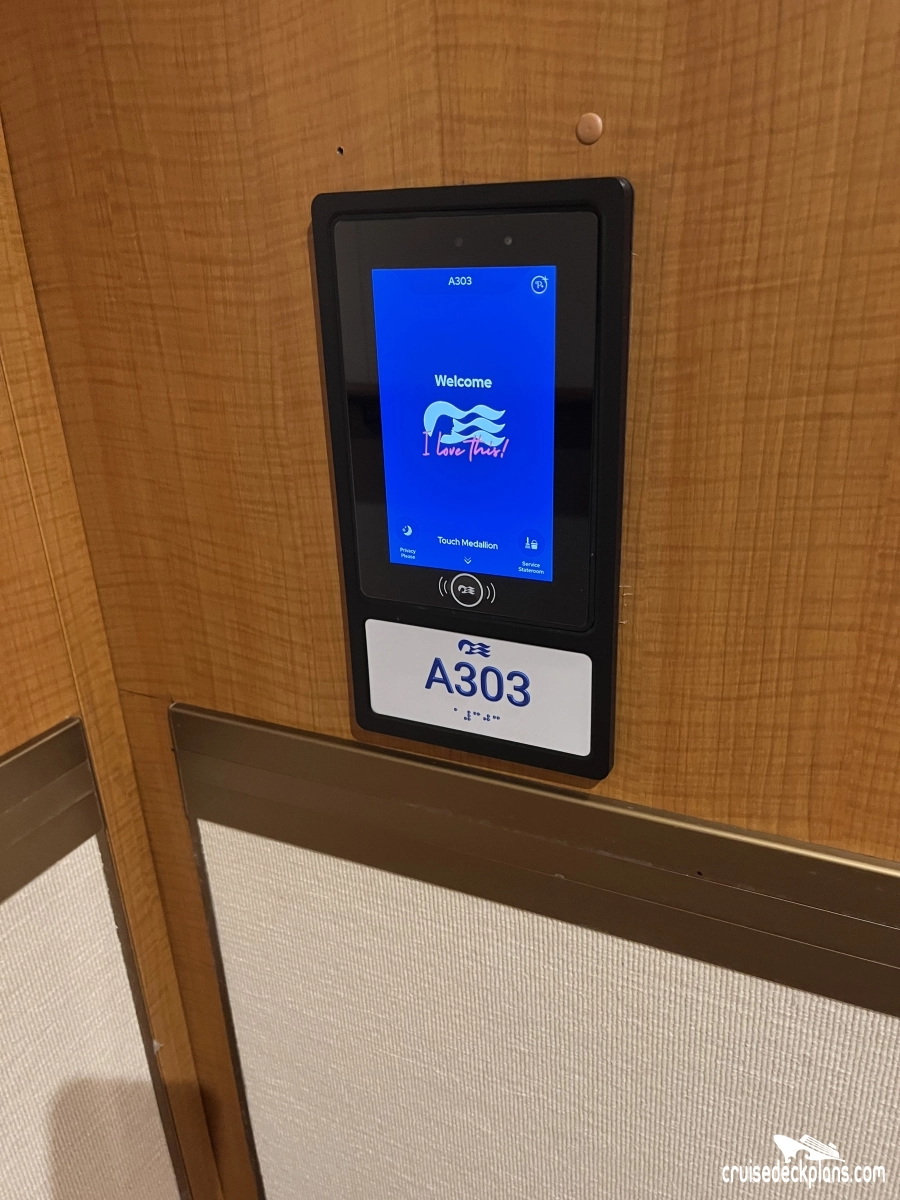 A303
Welcome
I love this!
Privacy
Please
Touch Medallion
Service
Stateroom
A303
cruisedeckplans.com